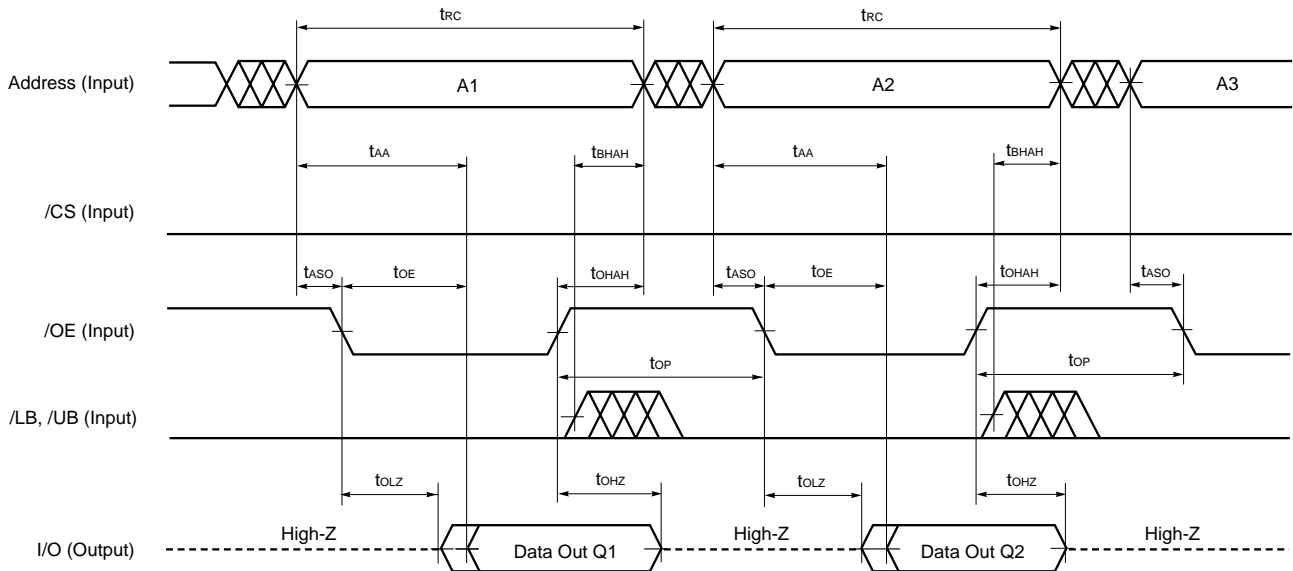 tRC tRC
Address (Input) A1 A2 A3
tAA tBHAH tAA tBHAH
/CS (Input)
tASO tOE tOHAH tASO tOE tOHAH tASO
/OE (Input)
tOP tOP
/LB, /UB (Input)
tOLZ tOHZ tOLZ tOHZ
High-Z High-Z High-Z
I/O (Output) Data Out Q1 Data Out Q2